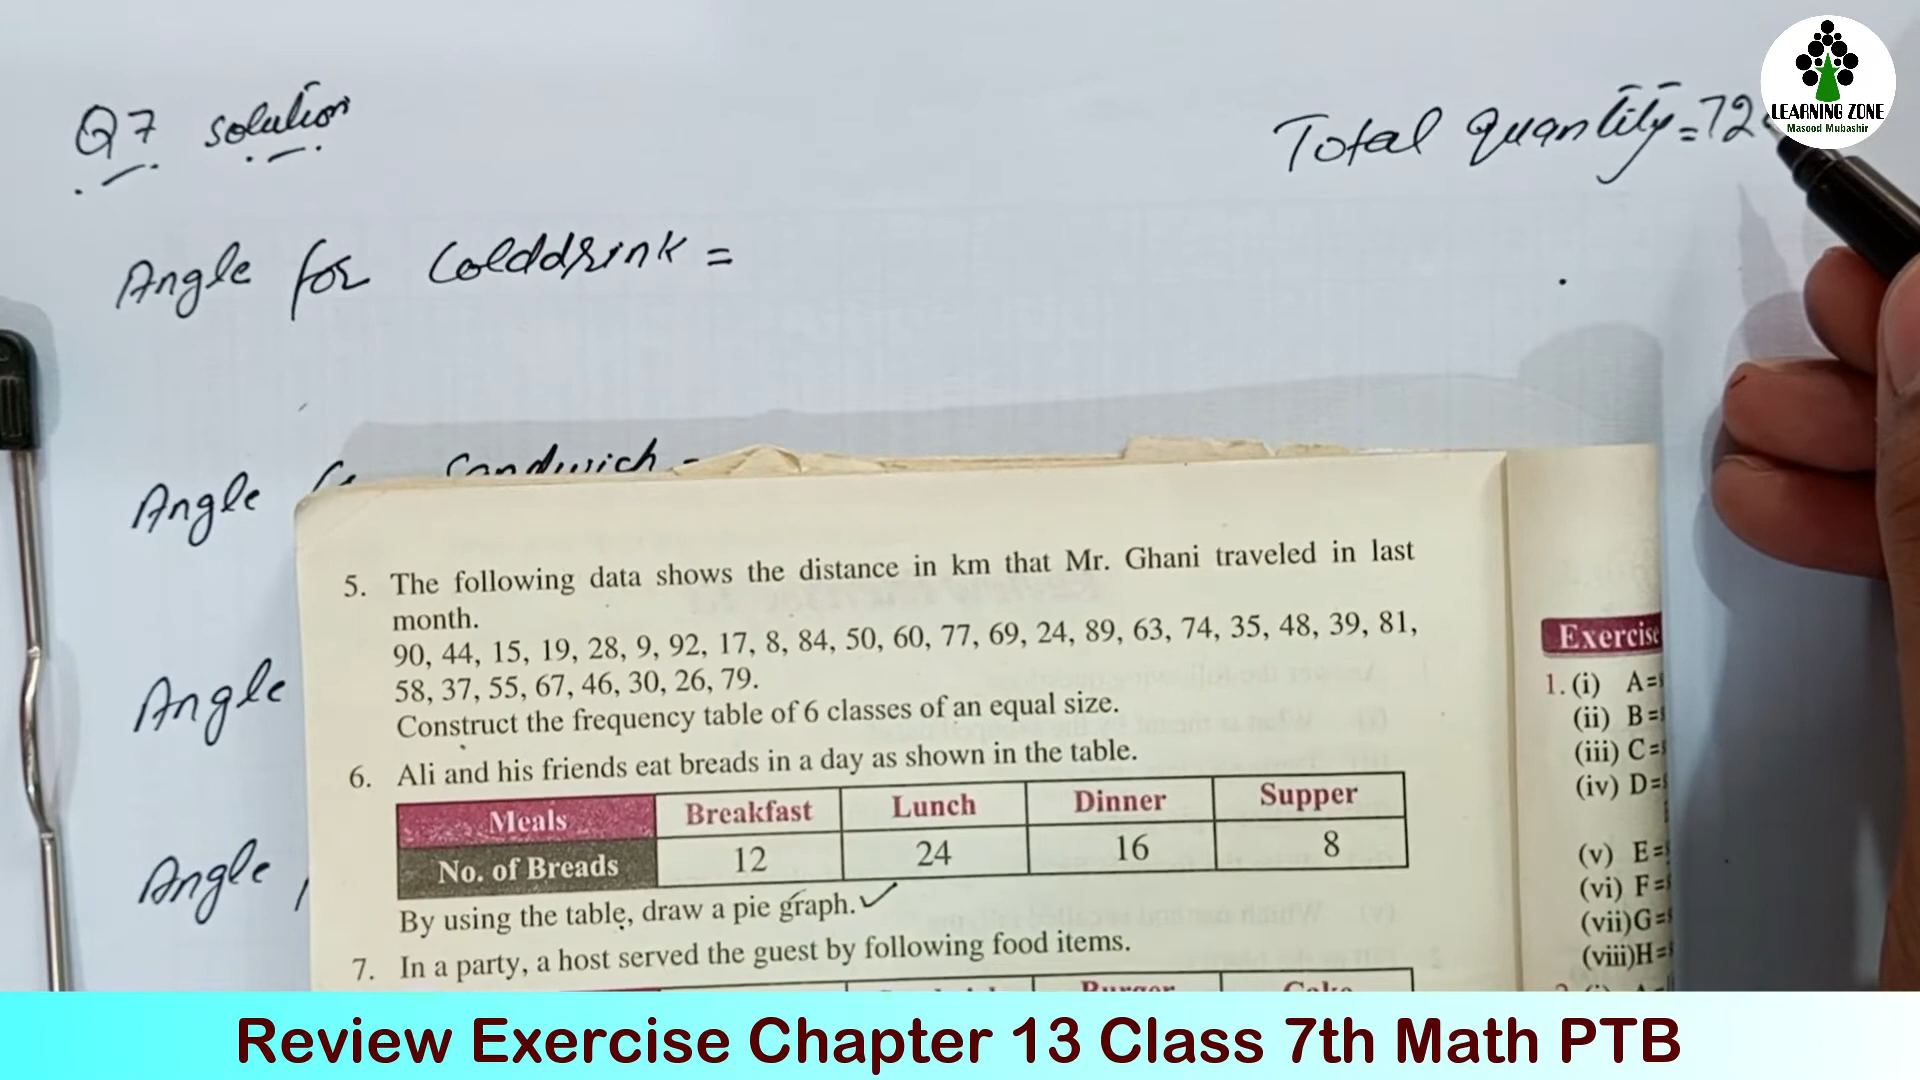 LEARNING ZONE
Masood Mubashir
Q7 solution
Total quantity = 72
Angle for Colddrink =
Angle Sandwich =
Angle
Angle
5. The following data shows the distance in km that Mr. Ghani traveled in last
month.
90, 44, 15, 19, 28, 9, 92, 17, 8, 84, 50, 60, 77, 69, 24, 89, 63, 74, 35, 48, 39, 81,
58, 37, 55, 67, 46, 30, 26, 79.
Construct the frequency table of 6 classes of an equal size.
6. Ali and his friends eat breads in a day as shown in the table.
Meals Breakfast Lunch Dinner Supper
No. of Breads 12 24 16 8
By using the table, draw a pie graph.
7. In a party, a host served the guest by following food items.
Burger Cake
Exercise
1. (i) A=
(ii) B=
(iii) C=
(iv) D=
(v) E=
(vi) F=
(vii) G=
(viii) H=
Review Exercise Chapter 13 Class 7th Math PTB